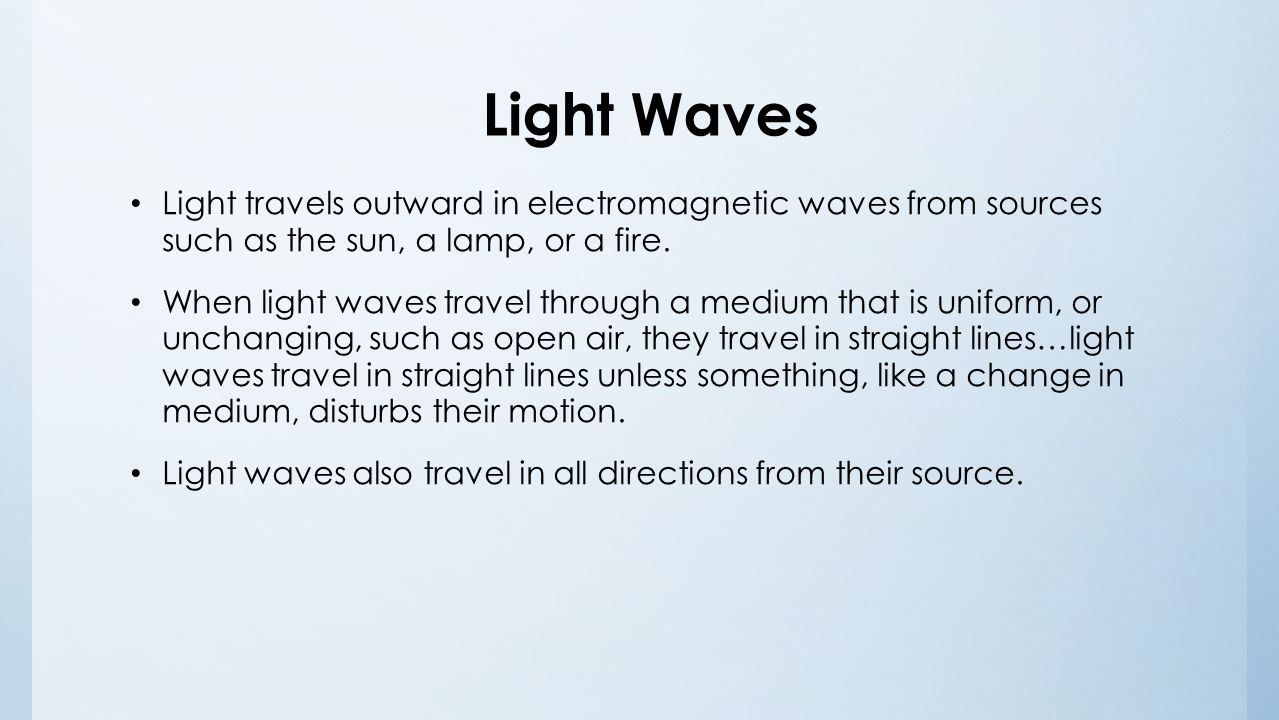 Light Waves
• Light travels outward in electromagnetic waves from sources
such as the sun, a lamp, or a fire.
• When light waves travel through a medium that is uniform, or
unchanging, such as open air, they travel in straight lines…light
waves travel in straight lines unless something, like a change in
medium, disturbs their motion.
• Light waves also travel in all directions from their source.